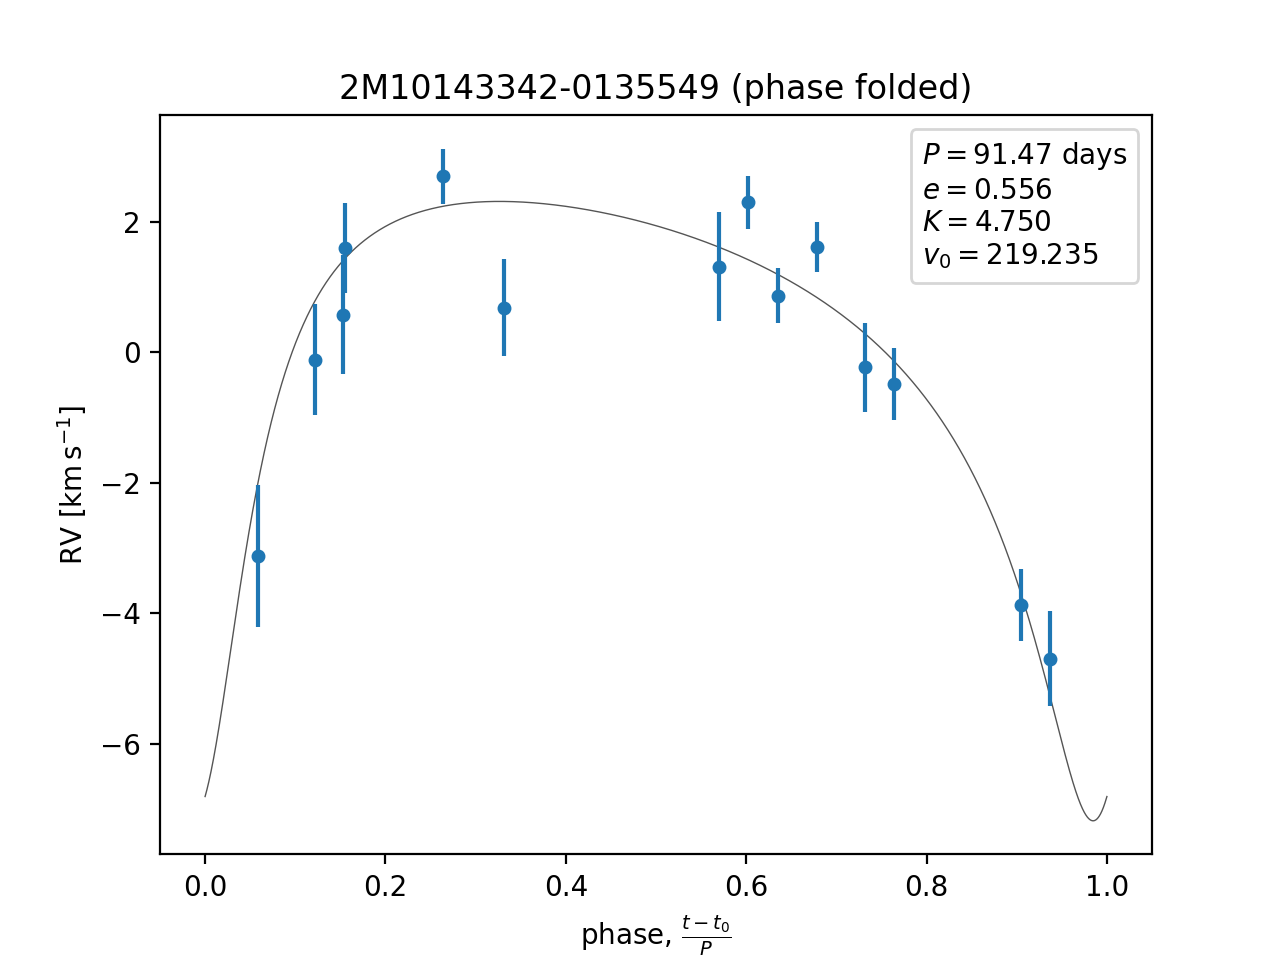 2M10143342-0135549 (phase folded)
P = 91.47 days
e = 0.556
K = 4.750
v₀ = 219.235
2
0
−2
−4
−6
RV [km s⁻¹]
0.0 0.2 0.4 0.6 0.8 1.0
phase, (t − t₀)/P